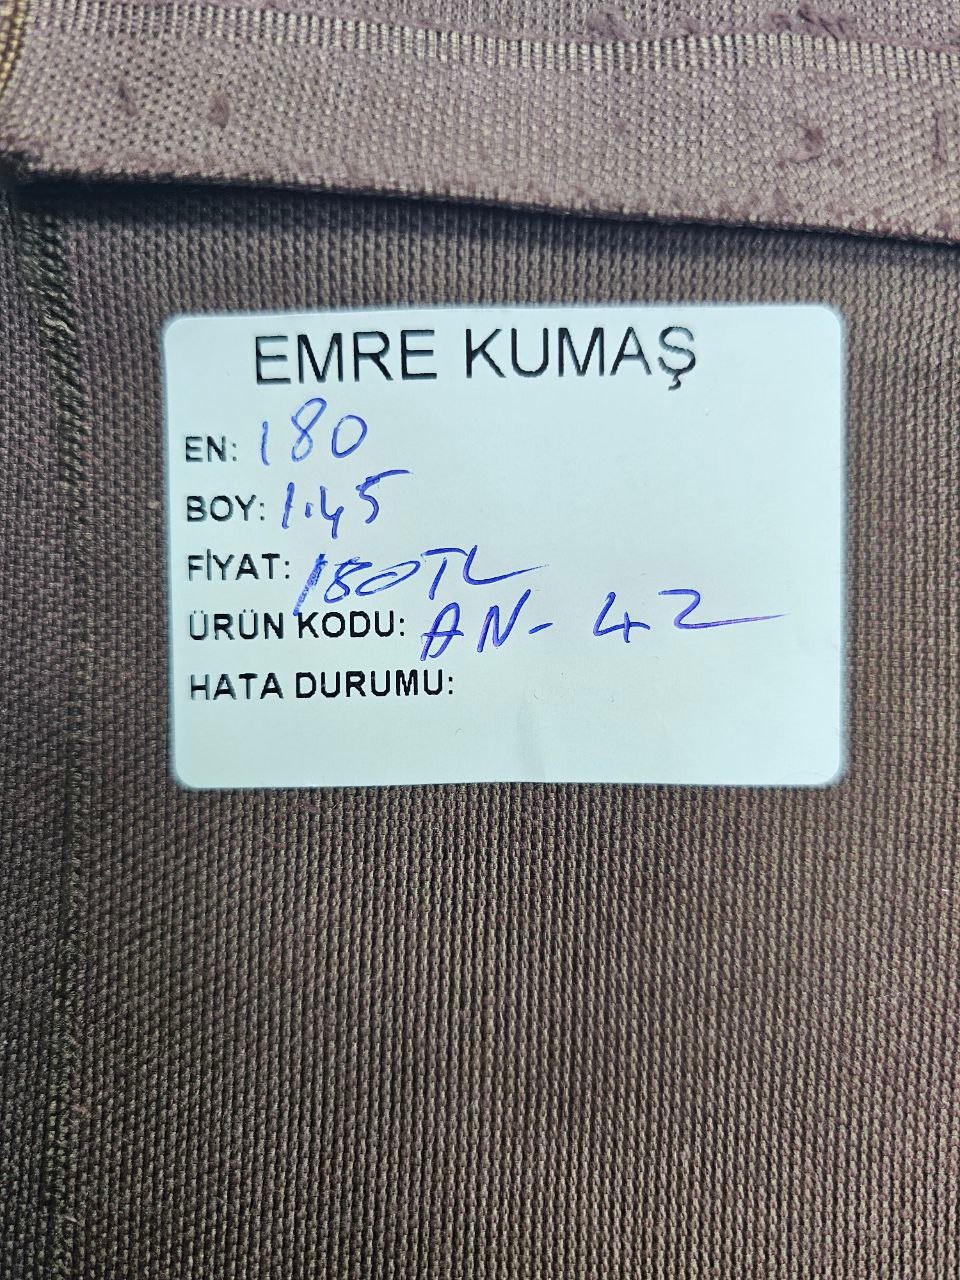 EMRE KUMAŞ
EN: 180
BOY: 1.45
FİYAT: 180TL
ÜRÜN KODU: AN-42
HATA DURUMU: